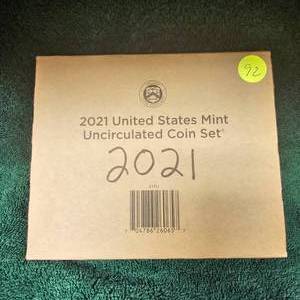 92
2021 United States Mint
Uncirculated Coin Set®
2021